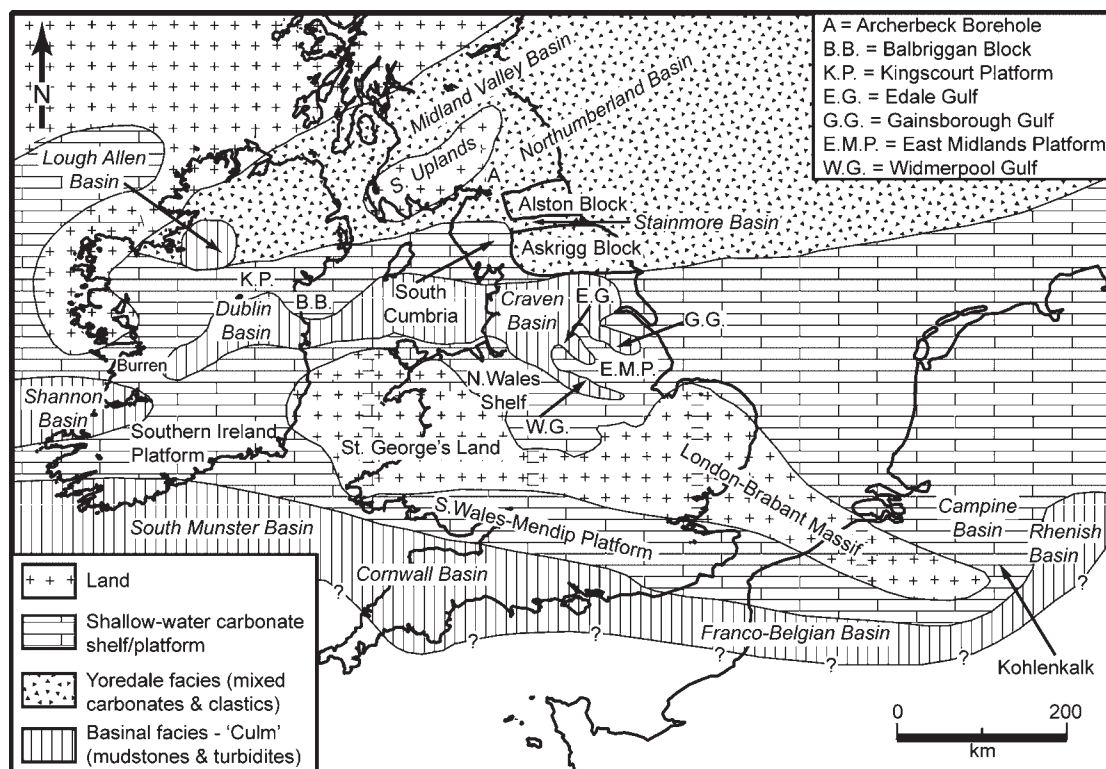 A = Archerbeck Borehole
B.B. = Balbriggan Block
K.P. = Kingscourt Platform
E.G. = Edale Gulf
G.G. = Gainsborough Gulf
E.M.P. = East Midlands Platform
W.G. = Widmerpool Gulf
N
Midland Valley Basin
Northumberland Basin
Lough Allen
Basin
S. Uplands
A
Alston Block
Stainmore Basin
Askrigg Block
K.P.
B.B.
South
Cumbria
Craven
Basin
E.G.
G.G.
Dublin
Basin
E.M.P.
Burren
N.Wales
Shelf
W.G.
Shannon
Basin
Southern Ireland
Platform
St. George's Land
London-Brabant Massif
Campine
Basin
Rhenish
Basin
South Munster Basin
S.Wales-Mendip Platform
Cornwall Basin
Franco-Belgian Basin
Kohlenkalk
? ? ? ? ? ? ? ? ?
Land
Shallow-water carbonate
shelf/platform
Yoredale facies (mixed
carbonates & clastics)
Basinal facies - 'Culm'
(mudstones & turbidites)
0 200
km